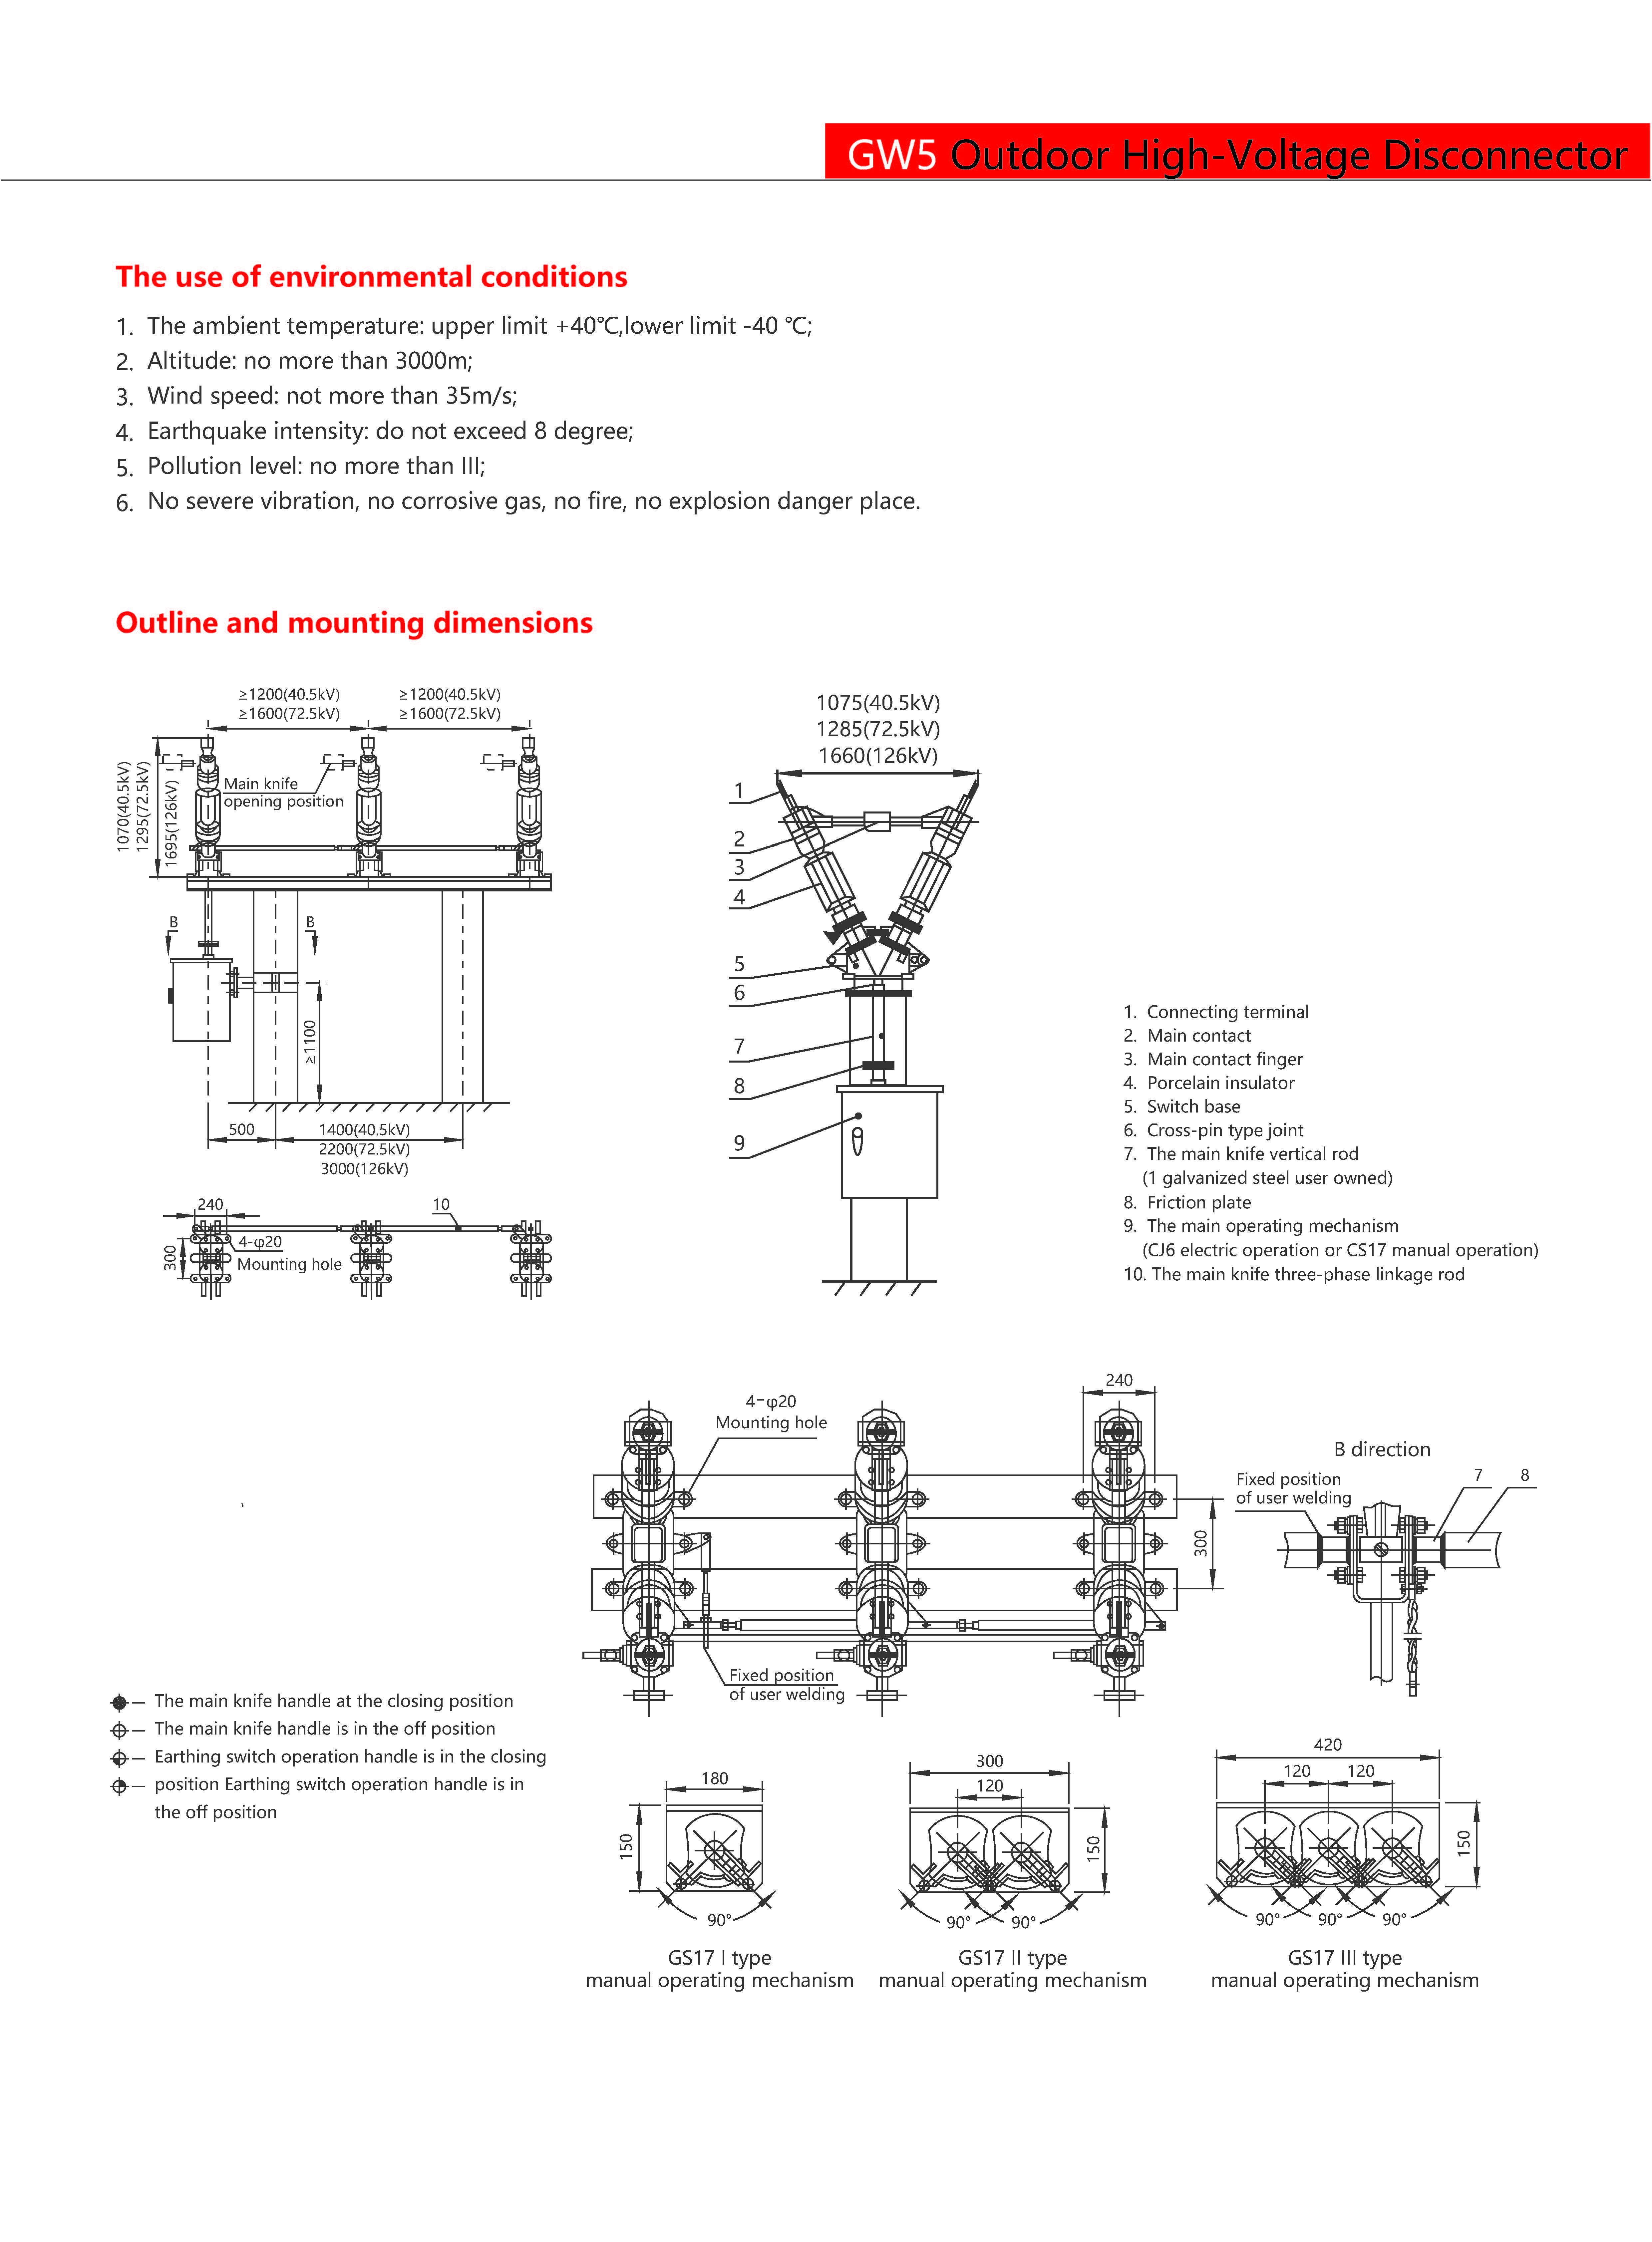 GW5 Outdoor High-Voltage Disconnector
The use of environmental conditions
1. The ambient temperature: upper limit +40℃,lower limit -40 ℃;
2. Altitude: no more than 3000m;
3. Wind speed: not more than 35m/s;
4. Earthquake intensity: do not exceed 8 degree;
5. Pollution level: no more than III;
6. No severe vibration, no corrosive gas, no fire, no explosion danger place.
Outline and mounting dimensions
≥1200(40.5kV) ≥1200(40.5kV)
≥1600(72.5kV) ≥1600(72.5kV)
1070(40.5kV)
1295(72.5kV)
1695(126kV)
Main knife
opening position
B B
≥1100
500
1400(40.5kV)
2200(72.5kV)
3000(126kV)
240
10
300
4-φ20
Mounting hole
1075(40.5kV)
1285(72.5kV)
1660(126kV)
1
2
3
4
5
6
7
8
9
1. Connecting terminal
2. Main contact
3. Main contact finger
4. Porcelain insulator
5. Switch base
6. Cross-pin type joint
7. The main knife vertical rod
(1 galvanized steel user owned)
8. Friction plate
9. The main operating mechanism
(CJ6 electric operation or CS17 manual operation)
10. The main knife three-phase linkage rod
4-φ20
Mounting hole
240
300
Fixed position
of user welding
B direction
Fixed position
of user welding
7 8
— The main knife handle at the closing position
— The main knife handle is in the off position
— Earthing switch operation handle is in the closing
— position Earthing switch operation handle is in
the off position
180
150
90°
GS17 I type
manual operating mechanism
300
120
150
90° 90°
GS17 II type
manual operating mechanism
420
120 120
150
90° 90° 90°
GS17 III type
manual operating mechanism